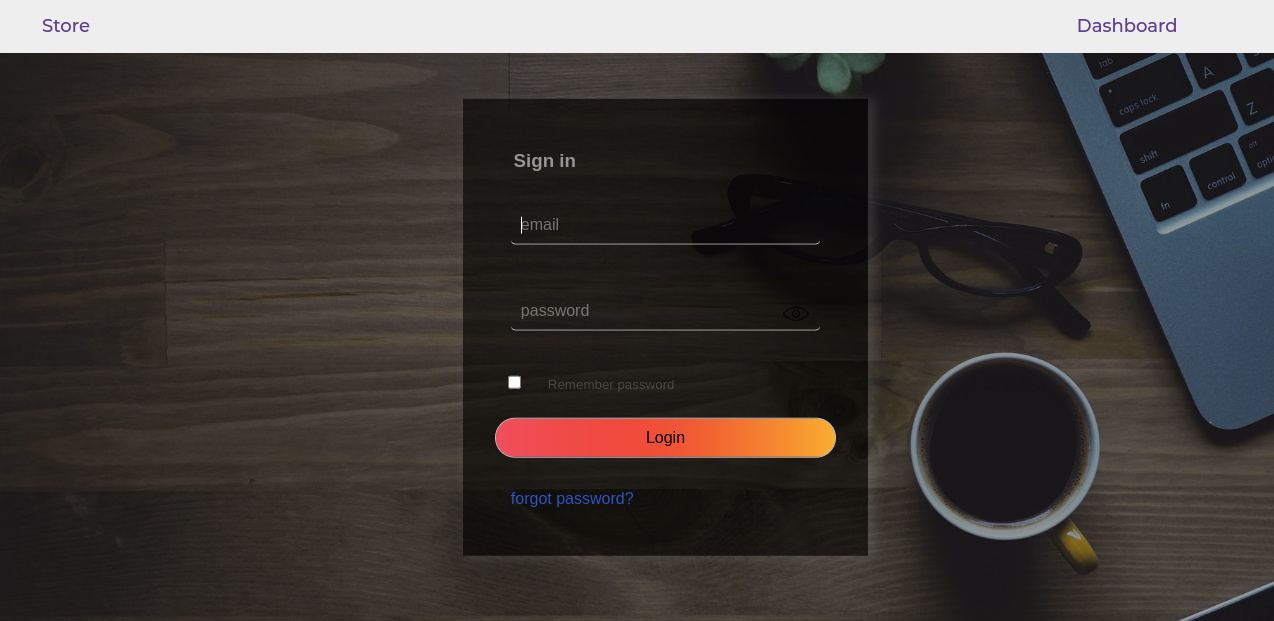 Store
Dashboard
tab
A
caps lock
Z
shift
control
fn
Sign in
email
password
Remember password
Login
forgot password?